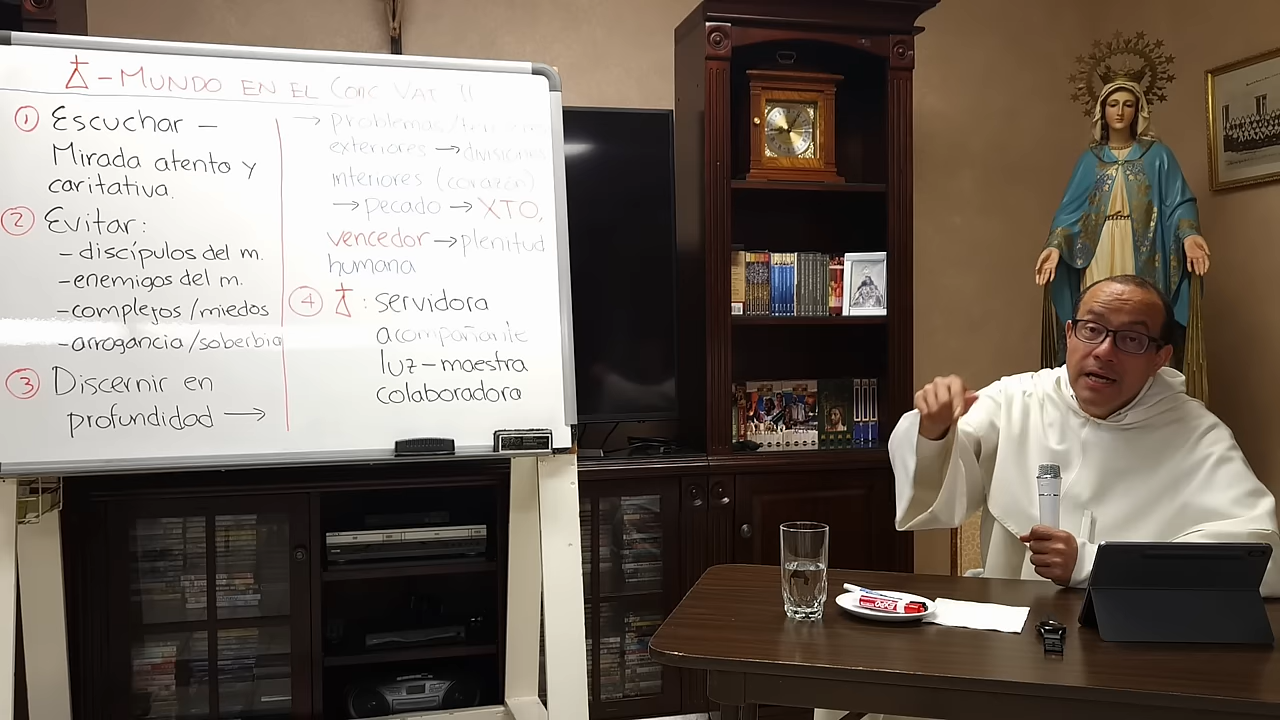 - MUNDO EN EL CONC VAT II
① Escuchar -
Mirada atenta y
caritativa.
② Evitar:
- discípulos del m.
- enemigos del m.
- complejos / miedos
- arrogancia / soberbia
③ Discernir en
profundidad →
→ problemas /
exteriores → divisiones
interiores (corazón)
→ pecado → XTO,
vencedor → plenitud
humana
④ : servidora
acompañante
luz - maestra
colaboradora
EXPO